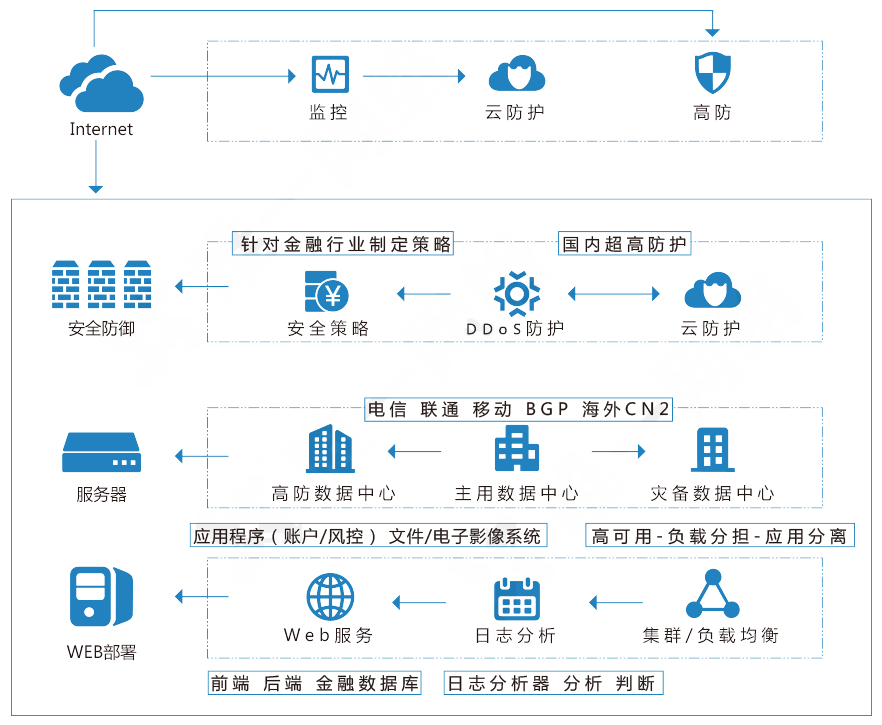 Internet
监控
云防护
高防
针对金融行业制定策略
国内超高防护
安全防御
安全策略
DDoS防护
云防护
电信 联通 移动 BGP 海外CN2
服务器
高防数据中心
主用数据中心
灾备数据中心
应用程序（账户/风控） 文件/电子影像系统
高可用-负载分担-应用分离
WEB部署
Web服务
日志分析
集群/负载均衡
前端 后端 金融数据库
日志分析器 分析 判断